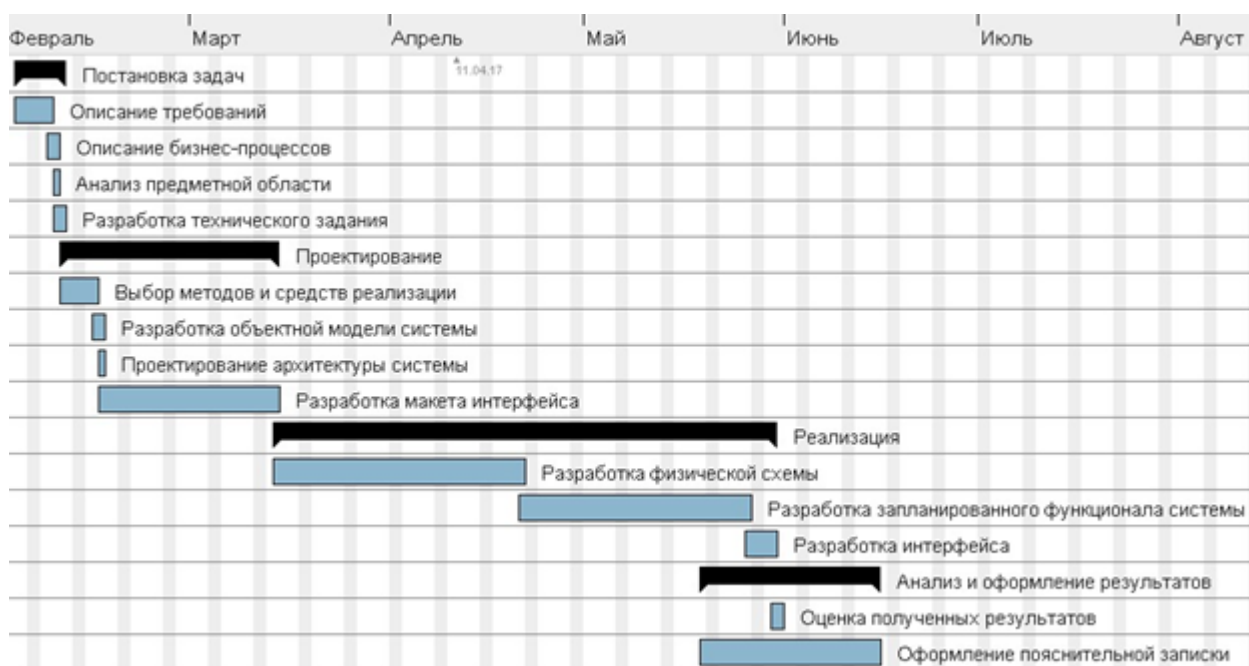 Февраль Март Апрель Май Июнь Июль Август
Постановка задач 11.04.17
Описание требований
Описание бизнес-процессов
Анализ предметной области
Разработка технического задания
Проектирование
Выбор методов и средств реализации
Разработка объектной модели системы
Проектирование архитектуры системы
Разработка макета интерфейса
Реализация
Разработка физической схемы
Разработка запланированного функционала системы
Разработка интерфейса
Анализ и оформление результатов
Оценка полученных результатов
Оформление пояснительной записки